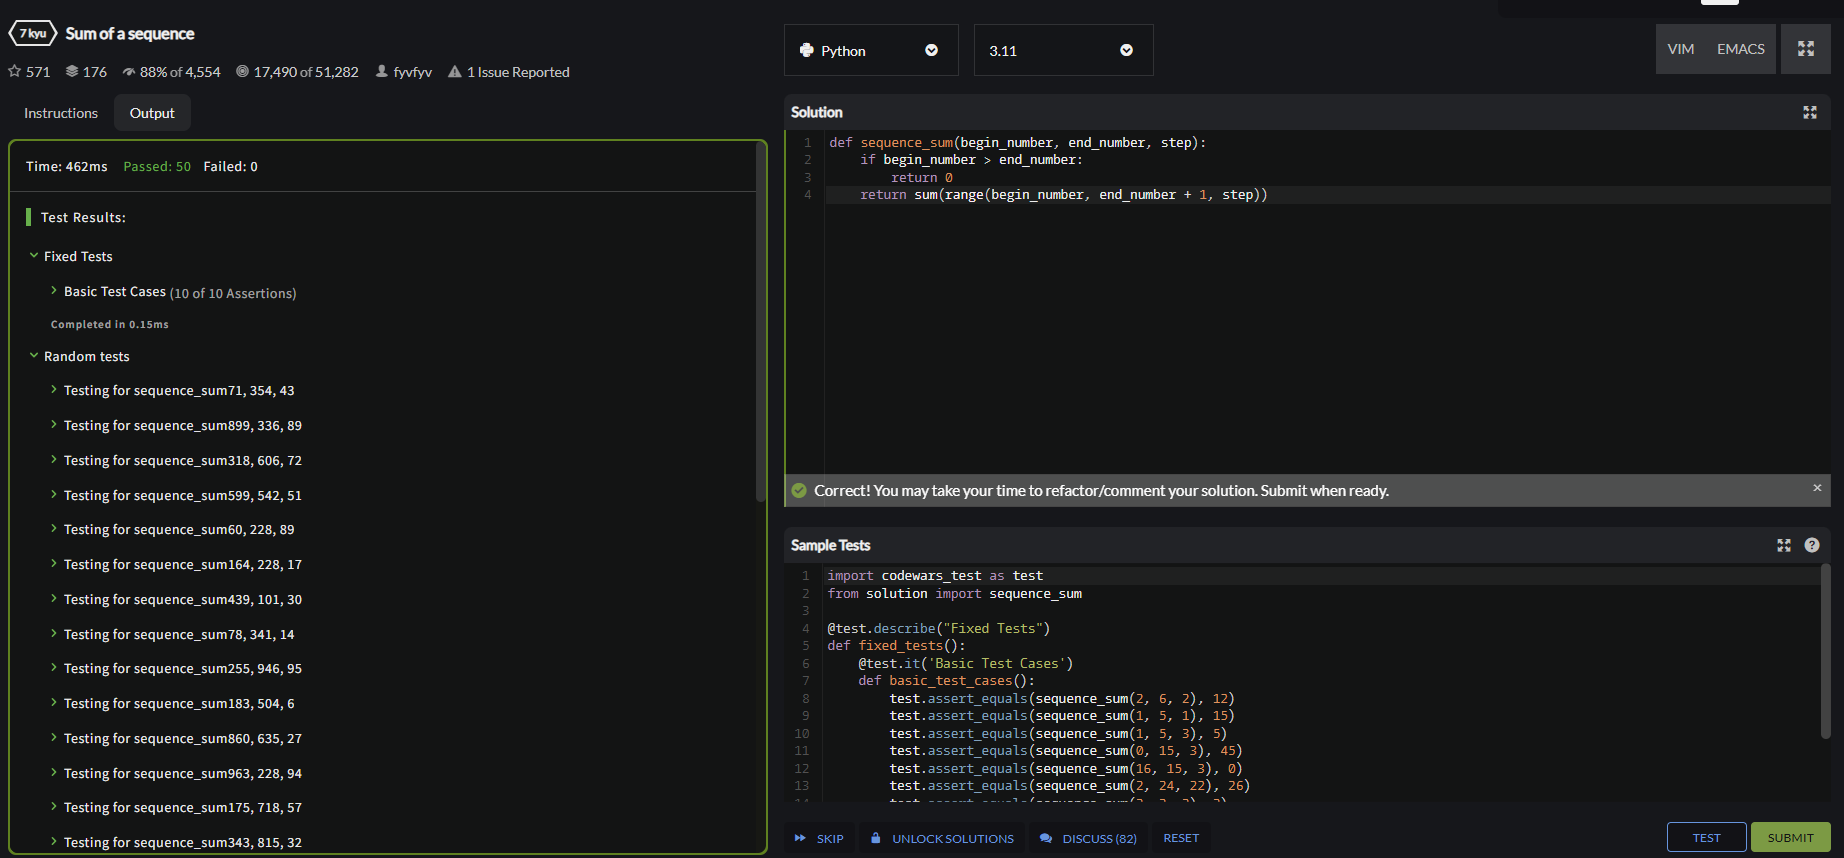 7 kyu Sum of a sequence
571 176 88% of 4,554 17,490 of 51,282 fyvfyv 1 Issue Reported
Instructions Output
Time: 462ms Passed: 50 Failed: 0
Test Results:
Fixed Tests
Basic Test Cases (10 of 10 Assertions)
Completed in 0.15ms
Random tests
Testing for sequence_sum71, 354, 43
Testing for sequence_sum899, 336, 89
Testing for sequence_sum318, 606, 72
Testing for sequence_sum599, 542, 51
Testing for sequence_sum60, 228, 89
Testing for sequence_sum164, 228, 17
Testing for sequence_sum439, 101, 30
Testing for sequence_sum78, 341, 14
Testing for sequence_sum255, 946, 95
Testing for sequence_sum183, 504, 6
Testing for sequence_sum860, 635, 27
Testing for sequence_sum963, 228, 94
Testing for sequence_sum175, 718, 57
Testing for sequence_sum343, 815, 32
Python 3.11 VIM EMACS
Solution
1 def sequence_sum(begin_number, end_number, step):
2     if begin_number > end_number:
3         return 0
4     return sum(range(begin_number, end_number + 1, step))
Correct! You may take your time to refactor/comment your solution. Submit when ready. ×
Sample Tests ?
1 import codewars_test as test
2 from solution import sequence_sum
3
4 @test.describe("Fixed Tests")
5 def fixed_tests():
6     @test.it('Basic Test Cases')
7     def basic_test_cases():
8         test.assert_equals(sequence_sum(2, 6, 2), 12)
9         test.assert_equals(sequence_sum(1, 5, 1), 15)
10         test.assert_equals(sequence_sum(1, 5, 3), 5)
11         test.assert_equals(sequence_sum(0, 15, 3), 45)
12         test.assert_equals(sequence_sum(16, 15, 3), 0)
13         test.assert_equals(sequence_sum(2, 24, 22), 26)
SKIP UNLOCK SOLUTIONS DISCUSS (82) RESET TEST SUBMIT